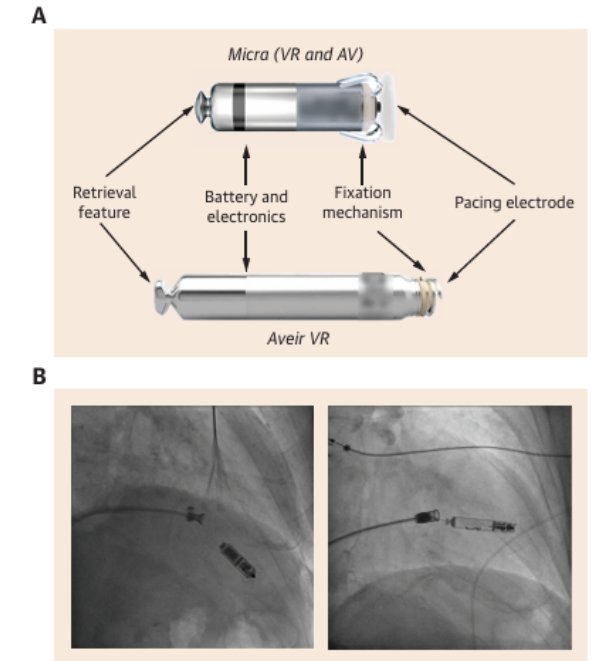 A
Micra (VR and AV)
Retrieval
feature
Battery and
electronics
Fixation
mechanism
Pacing electrode
Aveir VR
B